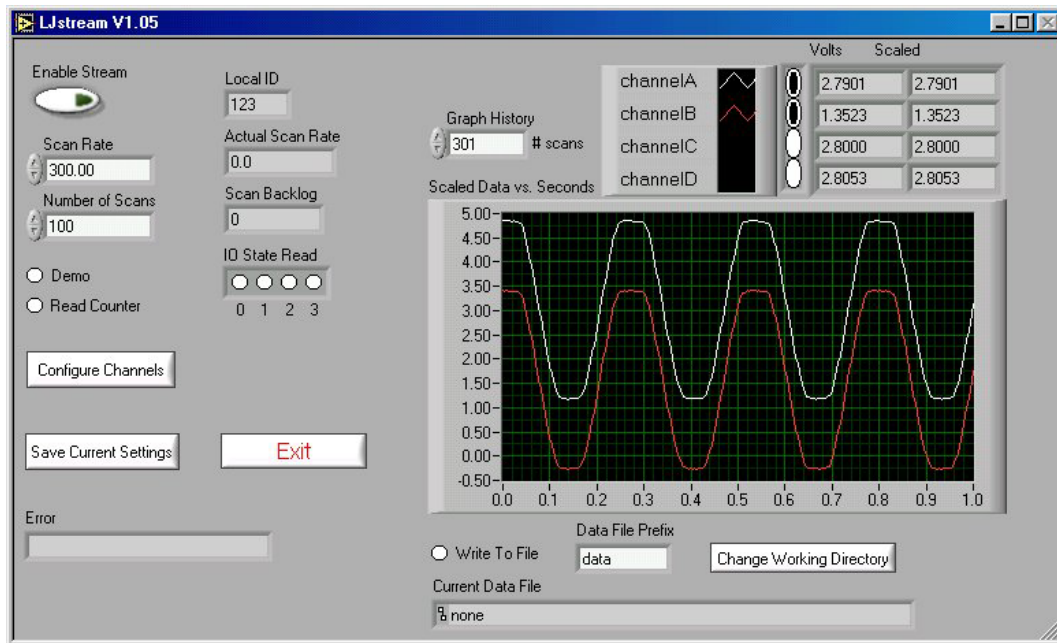 LJstream V1.05
Enable Stream
Local ID
123
Scan Rate
300.00
Actual Scan Rate
0.0
Number of Scans
100
Scan Backlog
0
Demo
Read Counter
IO State Read
0 1 2 3
Configure Channels
Save Current Settings
Exit
Error
Graph History
301 # scans
Volts Scaled
channelA 2.7901 2.7901
channelB 1.3523 1.3523
channelC 2.8000 2.8000
channelD 2.8053 2.8053
Scaled Data vs. Seconds
5.00
4.50
4.00
3.50
3.00
2.50
2.00
1.50
1.00
0.50
0.00
-0.50
0.0 0.1 0.2 0.3 0.4 0.5 0.6 0.7 0.8 0.9 1.0
Write To File
Data File Prefix
data
Change Working Directory
Current Data File
none